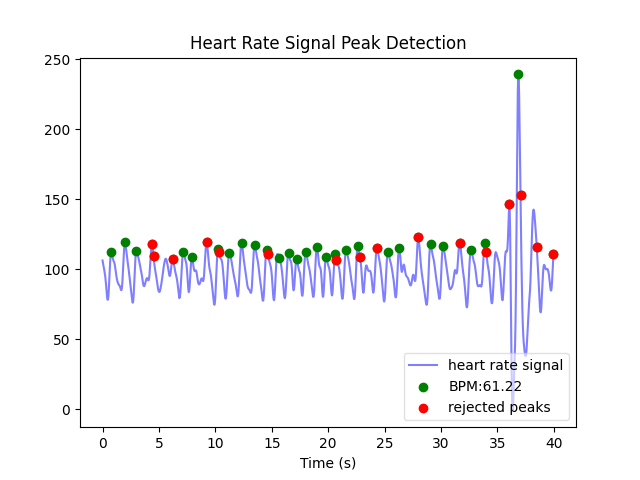 Heart Rate Signal Peak Detection
250
200
150
100
50
0
heart rate signal
BPM:61.22
rejected peaks
0 5 10 15 20 25 30 35 40
Time (s)